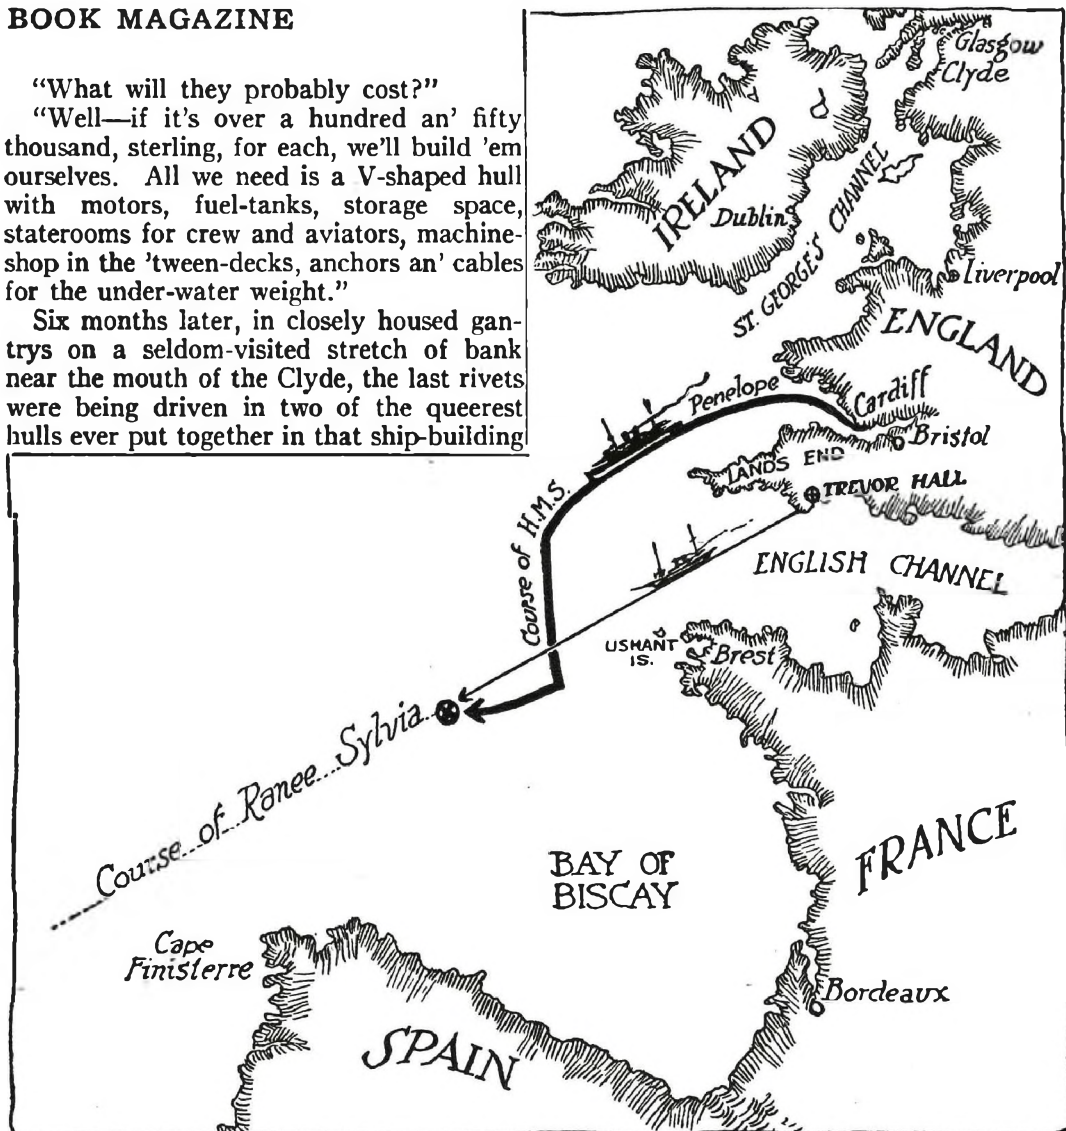 BOOK MAGAZINE
“What will they probably cost?”
“Well—if it's over a hundred an' fifty
thousand, sterling, for each, we'll build 'em
ourselves. All we need is a V-shaped hull
with motors, fuel-tanks, storage space,
staterooms for crew and aviators, machine-
shop in the 'tween-decks, anchors an' cables
for the under-water weight.”
Six months later, in closely housed gan-
trys on a seldom-visited stretch of bank
near the mouth of the Clyde, the last rivets
were being driven in two of the queerest
hulls ever put together in that ship-building
Glasgow
Clyde
IRELAND
Dublin
ST. GEORGE'S CHANNEL
Liverpool
ENGLAND
Cardiff
Bristol
LANDS END
TREVOR HALL
Course of H.M.S. Penelope
ENGLISH CHANNEL
USHANT
IS.
Brest
Course of Ranee Sylvia
FRANCE
BAY OF
BISCAY
Cape
Finisterre
Bordeaux
SPAIN